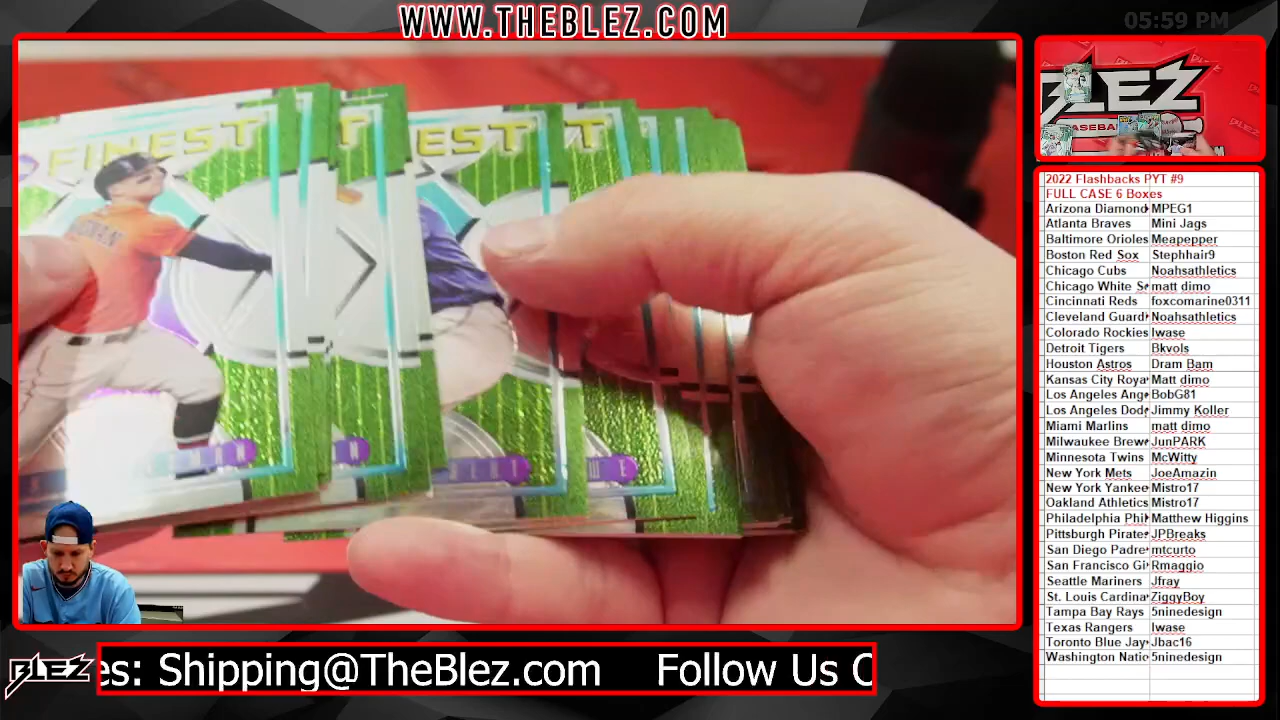 WWW.THEBLEZ.COM
05:59 PM
FINEST
BLEZ
2022 Flashbacks PYT #9
FULL CASE 6 Boxes
Arizona Diamond MPEG1
Atlanta Braves Mini Jags
Baltimore Orioles Meapepper
Boston Red Sox Stephhair9
Chicago Cubs Noahsathletics
Chicago White Se matt dimo
Cincinnati Reds foxcomarine0311
Cleveland Guardi Noahsathletics
Colorado Rockies Iwase
Detroit Tigers Bkvols
Houston Astros Dram Bam
Kansas City Roya Matt dimo
Los Angeles Ang BobG81
Los Angeles Dod Jimmy Koller
Miami Marlins matt dimo
Milwaukee Brew JunPARK
Minnesota Twins McWitty
New York Mets JoeAmazin
New York Yankee Mistro17
Oakland Athletics Mistro17
Philadelphia Phil Matthew Higgins
Pittsburgh Pirate JPBreaks
San Diego Padre mtcurto
San Francisco Gi Rmaggio
Seattle Mariners Jfray
St. Louis Cardina ZiggyBoy
Tampa Bay Rays 5ninedesign
Texas Rangers Iwase
Toronto Blue Jay Jbac16
Washington Natio 5ninedesign
BLEZ
es: Shipping@TheBlez.com Follow Us O